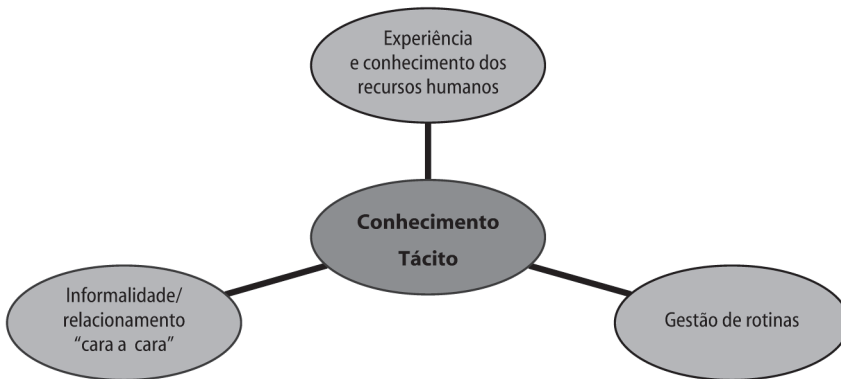 Experiência
e conhecimento dos
recursos humanos
Conhecimento
Tácito
Informalidade/
relacionamento
“cara a cara”
Gestão de rotinas